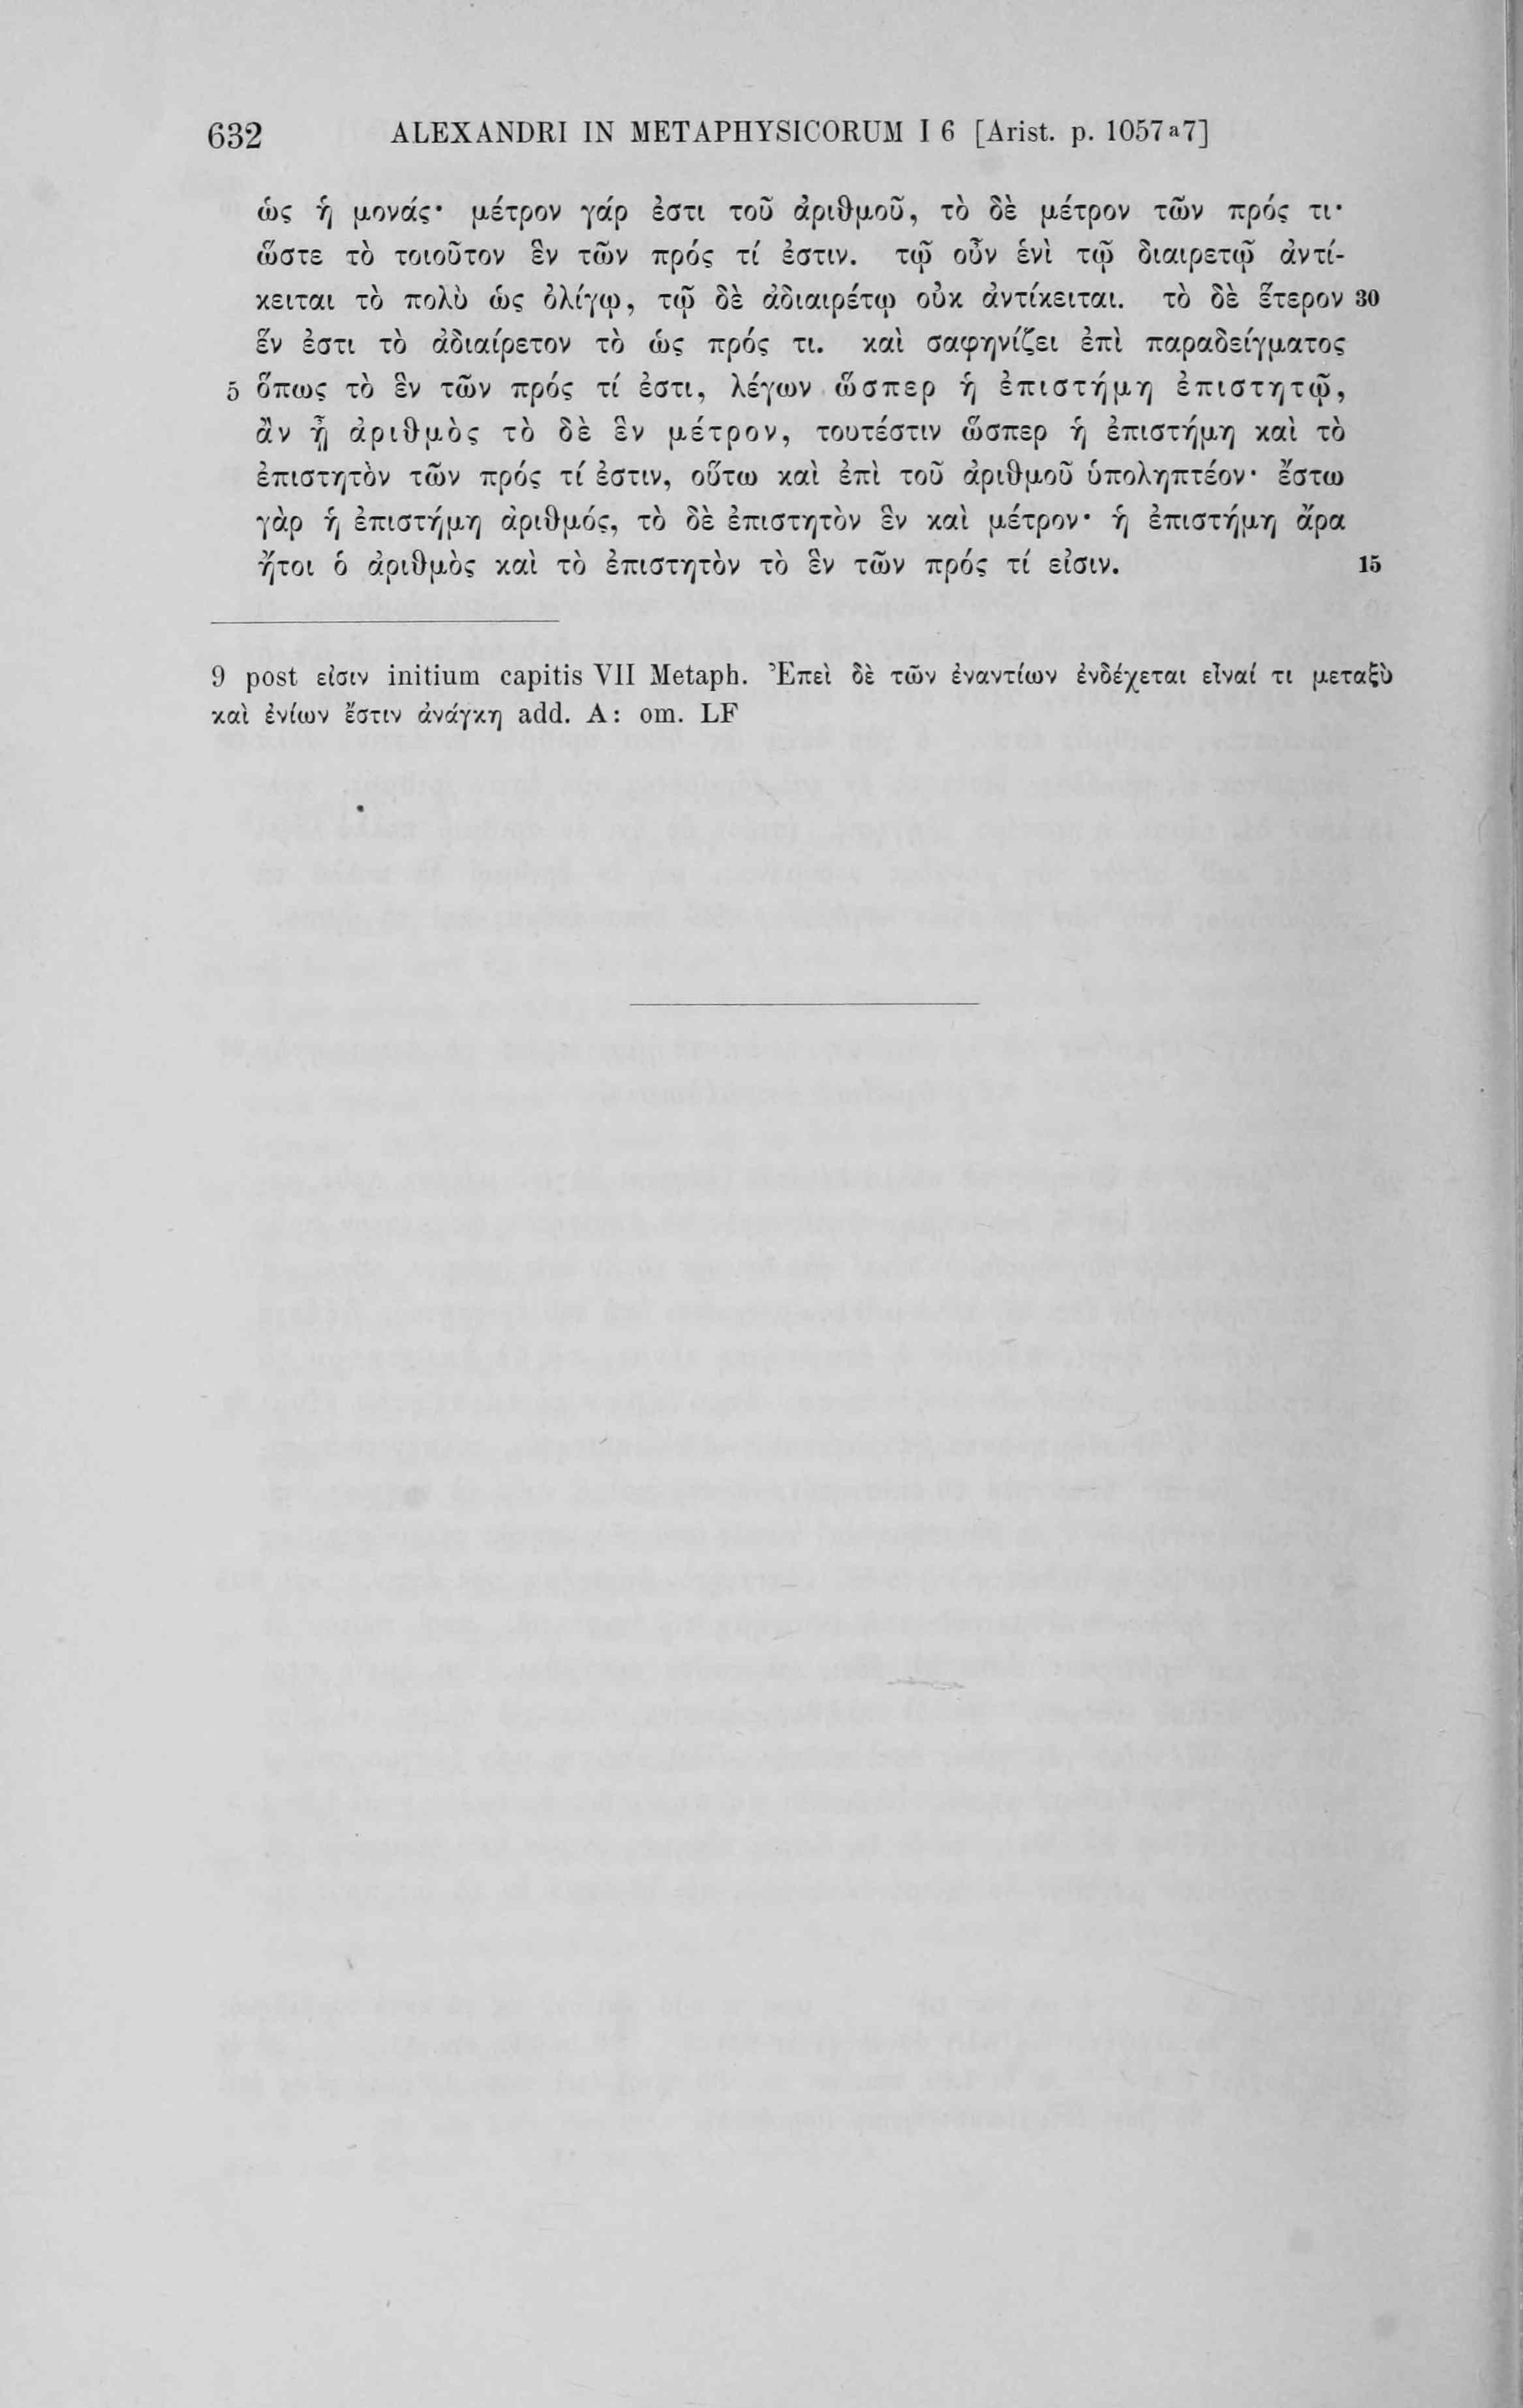 632 ALEXANDRI IN METAPHYSICORUM I 6 [Arist. p. 1057ª7]
ὡς ἡ μονάς· μέτρον γάρ ἐστι τοῦ ἀριθμοῦ, τὸ δὲ μέτρον τῶν πρός τι·
ὥστε τὸ τοιοῦτον ἓν τῶν πρός τί ἐστιν. τῷ οὖν ἑνὶ τῷ διαιρετῷ ἀντί-
κειται τὸ πολὺ ὡς ὀλίγῳ, τῷ δὲ ἀδιαιρέτῳ οὐκ ἀντίκειται. τὸ δὲ ἕτερον 30
ἕν ἐστι τὸ ἀδιαίρετον τὸ ὡς πρός τι. καὶ σαφηνίζει ἐπὶ παραδείγματος
5 ὅπως τὸ ἓν τῶν πρός τί ἐστι, λέγων ὥσπερ ἡ ἐπιστήμη ἐπιστητῷ,
ἂν ᾖ ἀριθμὸς τὸ δὲ ἓν μέτρον, τουτέστιν ὥσπερ ἡ ἐπιστήμη καὶ τὸ
ἐπιστητὸν τῶν πρός τί ἐστιν, οὕτω καὶ ἐπὶ τοῦ ἀριθμοῦ ὑποληπτέον· ἔστω
γὰρ ἡ ἐπιστήμη ἀριθμός, τὸ δὲ ἐπιστητὸν ἓν καὶ μέτρον· ἡ ἐπιστήμη ἄρα
ἤτοι ὁ ἀριθμὸς καὶ τὸ ἐπιστητὸν τὸ ἓν τῶν πρός τί εἰσιν. 15
9 post εἰσιν initium capitis VII Metaph. Ἐπεὶ δὲ τῶν ἐναντίων ἐνδέχεται εἶναί τι μεταξὺ
καὶ ἐνίων ἔστιν ἀνάγκη add. A: om. LF